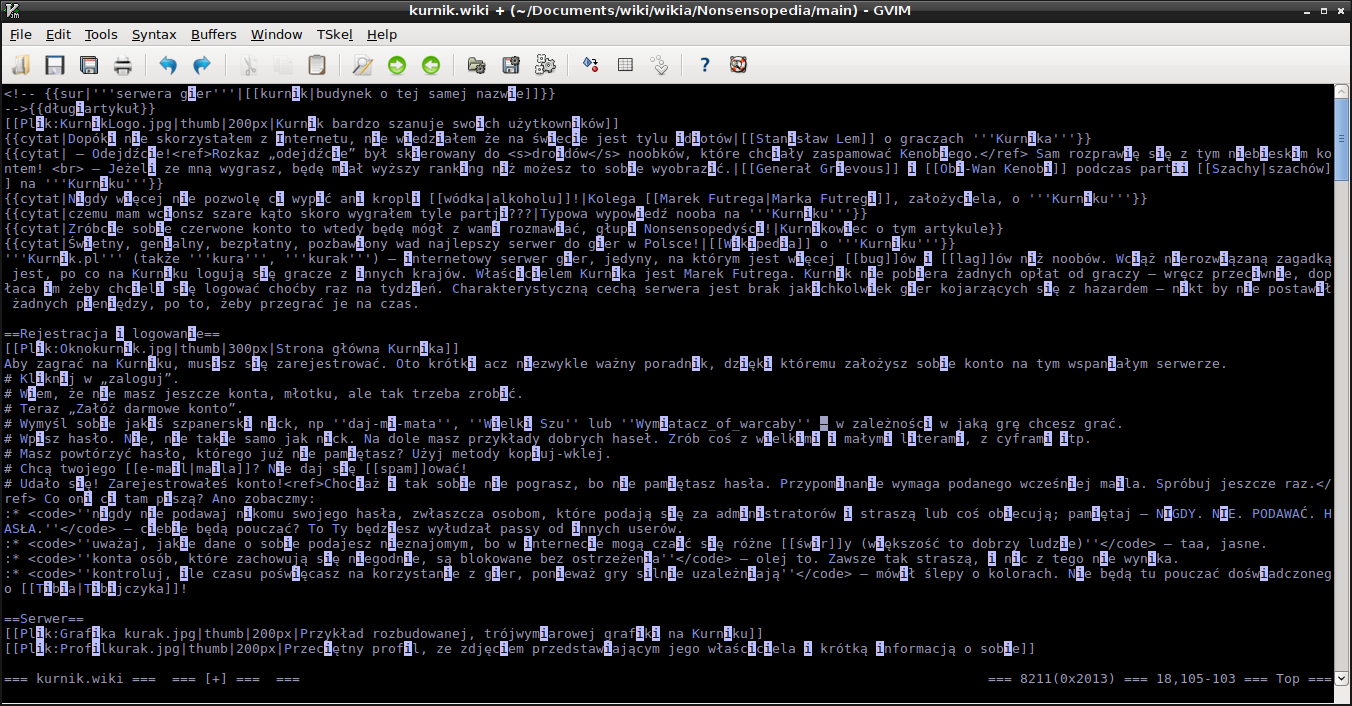 kurnik.wiki + (~/Documents/wiki/wikia/Nonsensopedia/main) - GVIM
File Edit Tools Syntax Buffers Window TSkel Help
<!-- {{sur|'''serwera gier'''|[[kurnik|budynek o tej samej nazwie]]}}
-->{{długiartykuł}}
[[Plik:KurnikLogo.jpg|thumb|200px|Kurnik bardzo szanuje swoich użytkowników]]
{{cytat|Dopóki nie skorzystałem z Internetu, nie wiedziałem że na świecie jest tylu idiotów|[[Stanisław Lem]] o graczach '''Kurnika'''}}
{{cytat| – Odejdźcie!<ref>Rozkaz „odejdźcie” był skierowany do <s>droidów</s> noobków, które chciały zaspamować Kenobiego.</ref> Sam rozprawię się z tym niebieskim ko
ntem! <br> – Jeżeli ze mną wygrasz, będę miał wyższy ranking niż możesz to sobie wyobrazić.|[[Generał Grievous]] i [[Obi-Wan Kenobi]] podczas partii [[Szachy|szachów]
] na '''Kurniku'''}}
{{cytat|Nigdy więcej nie pozwolę ci wypić ani kropli [[wódka|alkoholu]]!|Kolega [[Marek Futrega|Marka Futregi]], założyciela, o '''Kurniku'''}}
{{cytat|czemu mam wcionsz szare kąto skoro wygrałem tyle partji???|Typowa wypowiedź nooba na '''Kurniku'''}}
{{cytat|Zróbcie sobie czerwone konto to wtedy będę mógł z wami rozmawiać, głupi Nonsensopedyści!|Kurnikowiec o tym artykule}}
{{cytat|Świetny, genialny, bezpłatny, pozbawiony wad najlepszy serwer do gier w Polsce!|[[Wikipedia]] o '''Kurniku'''}}
'''Kurnik.pl''' (także '''kura''', '''kurak''') – internetowy serwer gier, jedyny, na którym jest więcej [[bug]]ów i [[lag]]ów niż noobów. Wciąż nierozwiązaną zagadką
jest, po co na Kurniku logują się gracze z innych krajów. Właścicielem Kurnika jest Marek Futrega. Kurnik nie pobiera żadnych opłat od graczy – wręcz przeciwnie, dop
łaca im żeby chcieli się logować choćby raz na tydzień. Charakterystyczną cechą serwera jest brak jakichkolwiek gier kojarzących się z hazardem – nikt by nie postawił
żadnych pieniędzy, po to, żeby przegrać je na czas.
==Rejestracja i logowanie==
[[Plik:Oknokurnik.jpg|thumb|300px|Strona główna Kurnika]]
Aby zagrać na Kurniku, musisz się zarejestrować. Oto krótki acz niezwykle ważny poradnik, dzięki któremu założysz sobie konto na tym wspaniałym serwerze.
# Kliknij w „zaloguj”.
# Wiem, że nie masz jeszcze konta, młotku, ale tak trzeba zrobić.
# Teraz „Załóż darmowe konto”.
# Wymyśl sobie jakiś szpanerski nick, np ''daj-mi-mata'', ''Wielki Szu'' lub ''Wymiatacz_of_warcaby'' – w zależności w jaką grę chcesz grać.
# Wpisz hasło. Nie, nie takie samo jak nick. Na dole masz przykłady dobrych haseł. Zrób coś z wielkimi i małymi literami, z cyframi itp.
# Masz powtórzyć hasło, którego już nie pamiętasz? Użyj metody kopiuj-wklej.
# Chcą twojego [[e-mail|maila]]? Nie daj się [[spam]]ować!
# Udało się! Zarejestrowałeś konto!<ref>Chociaż i tak sobie nie pograsz, bo nie pamiętasz hasła. Przypominanie wymaga podanego wcześniej maila. Spróbuj jeszcze raz.</
ref> Co oni ci tam piszą? Ano zobaczmy:
:* <code>''nigdy nie podawaj nikomu swojego hasła, zwłaszcza osobom, które podają się za administratorów i straszą lub coś obiecują; pamiętaj – NIGDY. NIE. PODAWAĆ. H
ASŁA.''</code> – ciebie będą pouczać? To Ty będziesz wyłudzał passy od innych userów.
:* <code>''uważaj, jakie dane o sobie podajesz nieznajomym, bo w internecie mogą czaić się różne [[świr]]y (większość to dobrzy ludzie)''</code> – taa, jasne.
:* <code>''konta osób, które zachowują się niegodnie, są blokowane bez ostrzeżenia''</code> – olej to. Zawsze tak straszą, i nic z tego nie wynika.
:* <code>''kontroluj, ile czasu poświęcasz na korzystanie z gier, ponieważ gry silnie uzależniają''</code> – mówił ślepy o kolorach. Nie będą tu pouczać doświadczoneg
o [[Tibia|Tibijczyka]]!
==Serwer==
[[Plik:Grafika kurak.jpg|thumb|200px|Przykład rozbudowanej, trójwymiarowej grafiki na Kurniku]]
[[Plik:Profilkurak.jpg|thumb|200px|Przeciętny profil, ze zdjęciem przedstawiającym jego właściciela i krótką informacją o sobie]]
=== kurnik.wiki === === [+] === === === 8211(0x2013) === 18,105-103 === Top ===